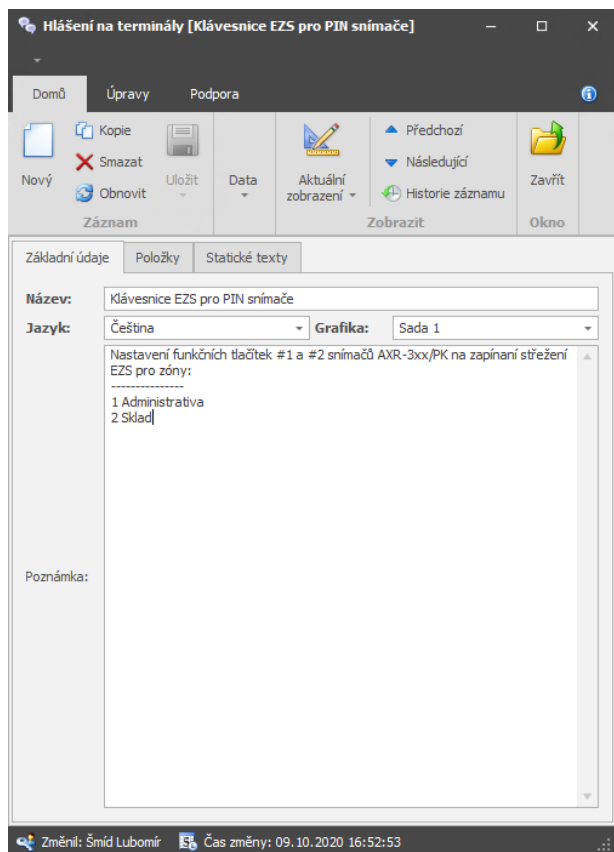 Hlášení na terminály [Klávesnice EZS pro PIN snímače]
Domů Úpravy Podpora
Nový
Kopie
Smazat
Obnovit
Uložit
Záznam
Data
Aktuální
zobrazení
Předchozí
Následující
Historie záznamu
Zobrazit
Zavřít
Okno
Základní údaje Položky Statické texty
Název: Klávesnice EZS pro PIN snímače
Jazyk: Čeština Grafika: Sada 1
Poznámka:
Nastavení funkčních tlačítek #1 a #2 snímačů AXR-3xx/PK na zapínaní střežení
EZS pro zóny:
---------------
1 Administrativa
2 Sklad
Změnil: Šmíd Lubomír Čas změny: 09.10.2020 16:52:53